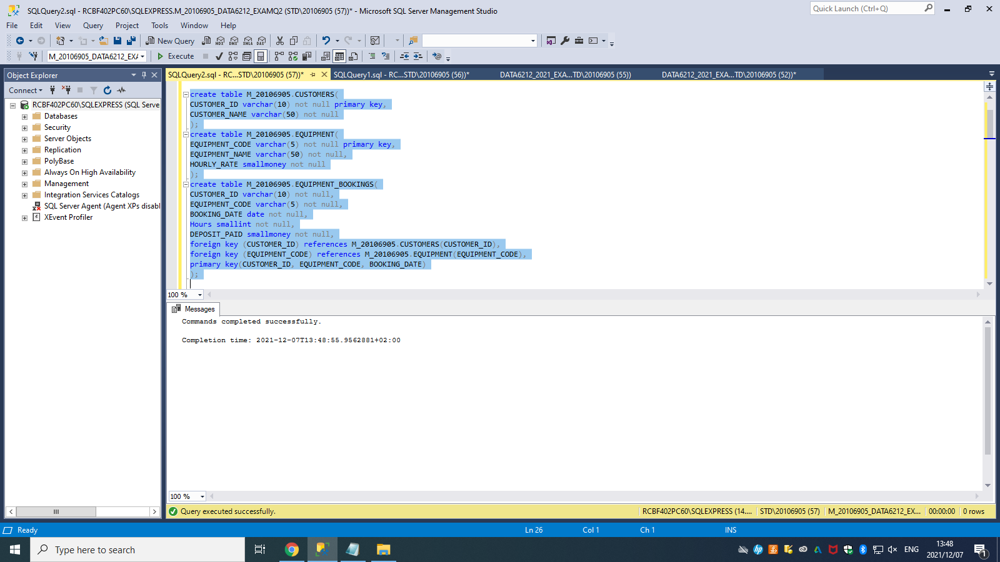 SQLQuery2.sql - RCBF402PC60\SQLEXPRESS.M_20106905_DATA6212_EXAMQ2 (STD\20106905 (57))* - Microsoft SQL Server Management Studio
Quick Launch (Ctrl+Q)
File Edit View Query Project Tools Window Help
New Query MDX DMX XMLA DAX
M_20106905_DATA6212_EXA Execute
Object Explorer
SQLQuery2.sql - RC...STD\20106905 (57))* SQLQuery1.sql - RC...STD\20106905 (56))* DATA6212_2021_EXA...TD\20106905 (55)) DATA6212_2021_EXA...TD\20106905 (52))*
Connect
RCBF402PC60\SQLEXPRESS (SQL Serve
Databases
Security
Server Objects
Replication
PolyBase
Always On High Availability
Management
Integration Services Catalogs
SQL Server Agent (Agent XPs disabl
XEvent Profiler
create table M_20106905.CUSTOMERS(
CUSTOMER_ID varchar(10) not null primary key,
CUSTOMER_NAME varchar(50) not null
);
create table M_20106905.EQUIPMENT(
EQUIPMENT_CODE varchar(5) not null primary key,
EQUIPMENT_NAME varchar(50) not null,
HOURLY_RATE smallmoney not null
);
create table M_20106905.EQUIPMENT_BOOKINGS(
CUSTOMER_ID varchar(10) not null,
EQUIPMENT_CODE varchar(5) not null,
BOOKING_DATE date not null,
Hours smallint not null,
DEPOSIT_PAID smallmoney not null,
foreign key (CUSTOMER_ID) references M_20106905.CUSTOMERS(CUSTOMER_ID),
foreign key (EQUIPMENT_CODE) references M_20106905.EQUIPMENT(EQUIPMENT_CODE),
primary key(CUSTOMER_ID, EQUIPMENT_CODE, BOOKING_DATE)
);
100 %
Messages
Commands completed successfully.
Completion time: 2021-12-07T13:48:55.9562881+02:00
100 %
Query executed successfully. RCBF402PC60\SQLEXPRESS (14.... STD\20106905 (57) M_20106905_DATA6212_EX... 00:00:00 0 rows
Ready Ln 26 Col 1 Ch 1 INS
Type here to search
ENG
13:48
2021/12/07
1